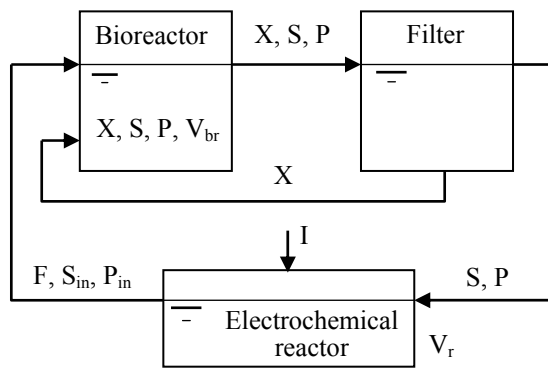 Bioreactor
X, S, P
Filter
X, S, P, V_br
X
I
F, S_in, P_in
S, P
Electrochemical
reactor
V_r